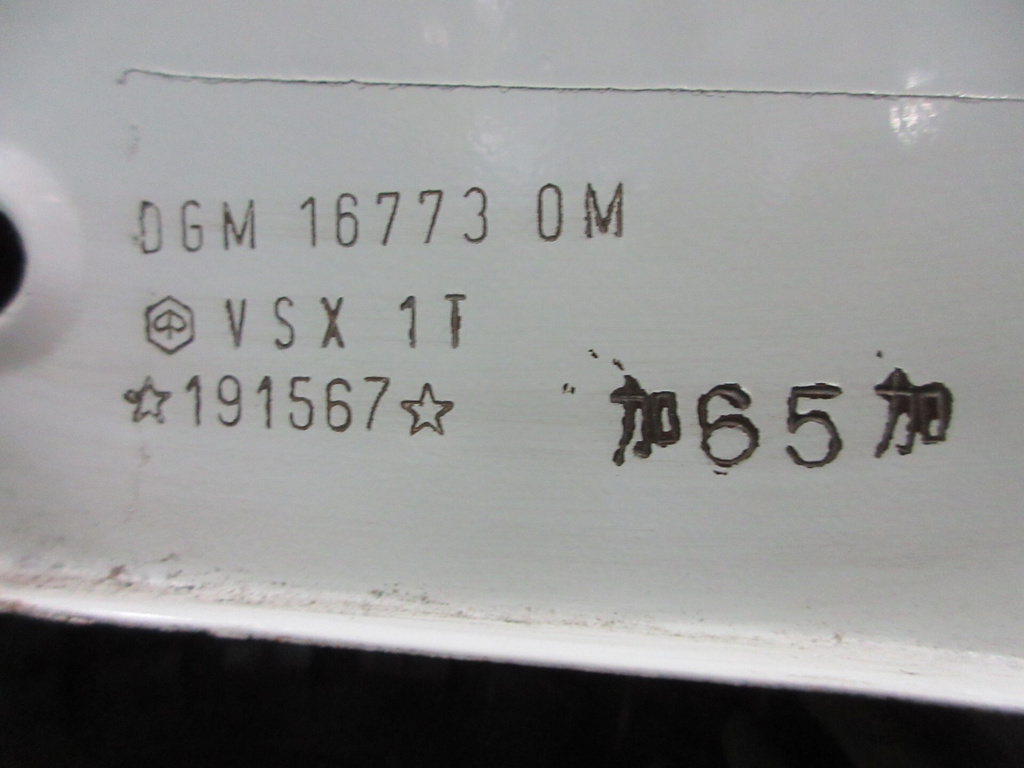 DGM 16773 OM
VSX 1T
☆191567☆
加65加